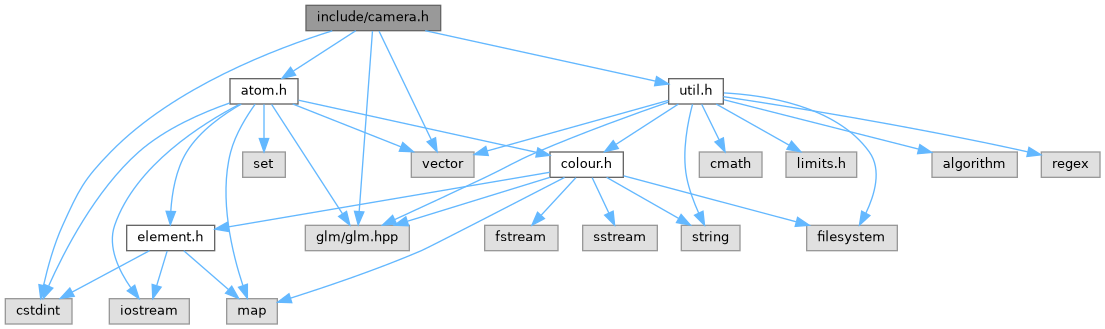 include/camera.h
atom.h
util.h
set
vector
colour.h
cmath
limits.h
algorithm
regex
element.h
glm/glm.hpp
fstream
sstream
string
filesystem
cstdint
iostream
map